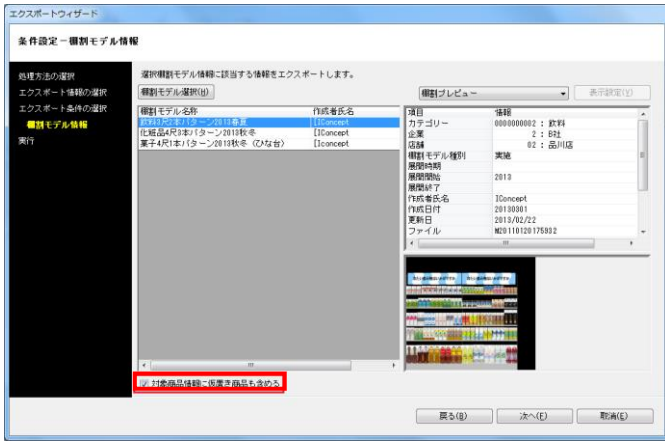 エクスポートウィザード
条件設定－棚割モデル情報
処理方法の選択
エクスポート情報の選択
エクスポート条件の選択
棚割モデル情報
実行
選択棚割モデル情報に該当する情報をエクスポートします。
棚割モデル選択(H)
棚割モデル名称 作成者氏名
飲料3尺2本パターン2013春夏 IConcept
化粧品4尺3本パターン2013秋冬 IConcept
菓子4尺1本パターン2013秋冬 (ひな台) IConcept
棚割プレビュー
表示設定(Y)
項目 情報
カテゴリー 0000000002 : 飲料
企業 2 : B社
店舗 02 : 品川店
棚割モデル種別 実施
展開時期
展開開始 2013
展開終了
作成者氏名 IConcept
作成日付 20130301
更新日 2013/02/22
ファイル M20110120175932
対象商品情報に仮置き商品も含める
戻る(B)
次へ(F)
取消(E)